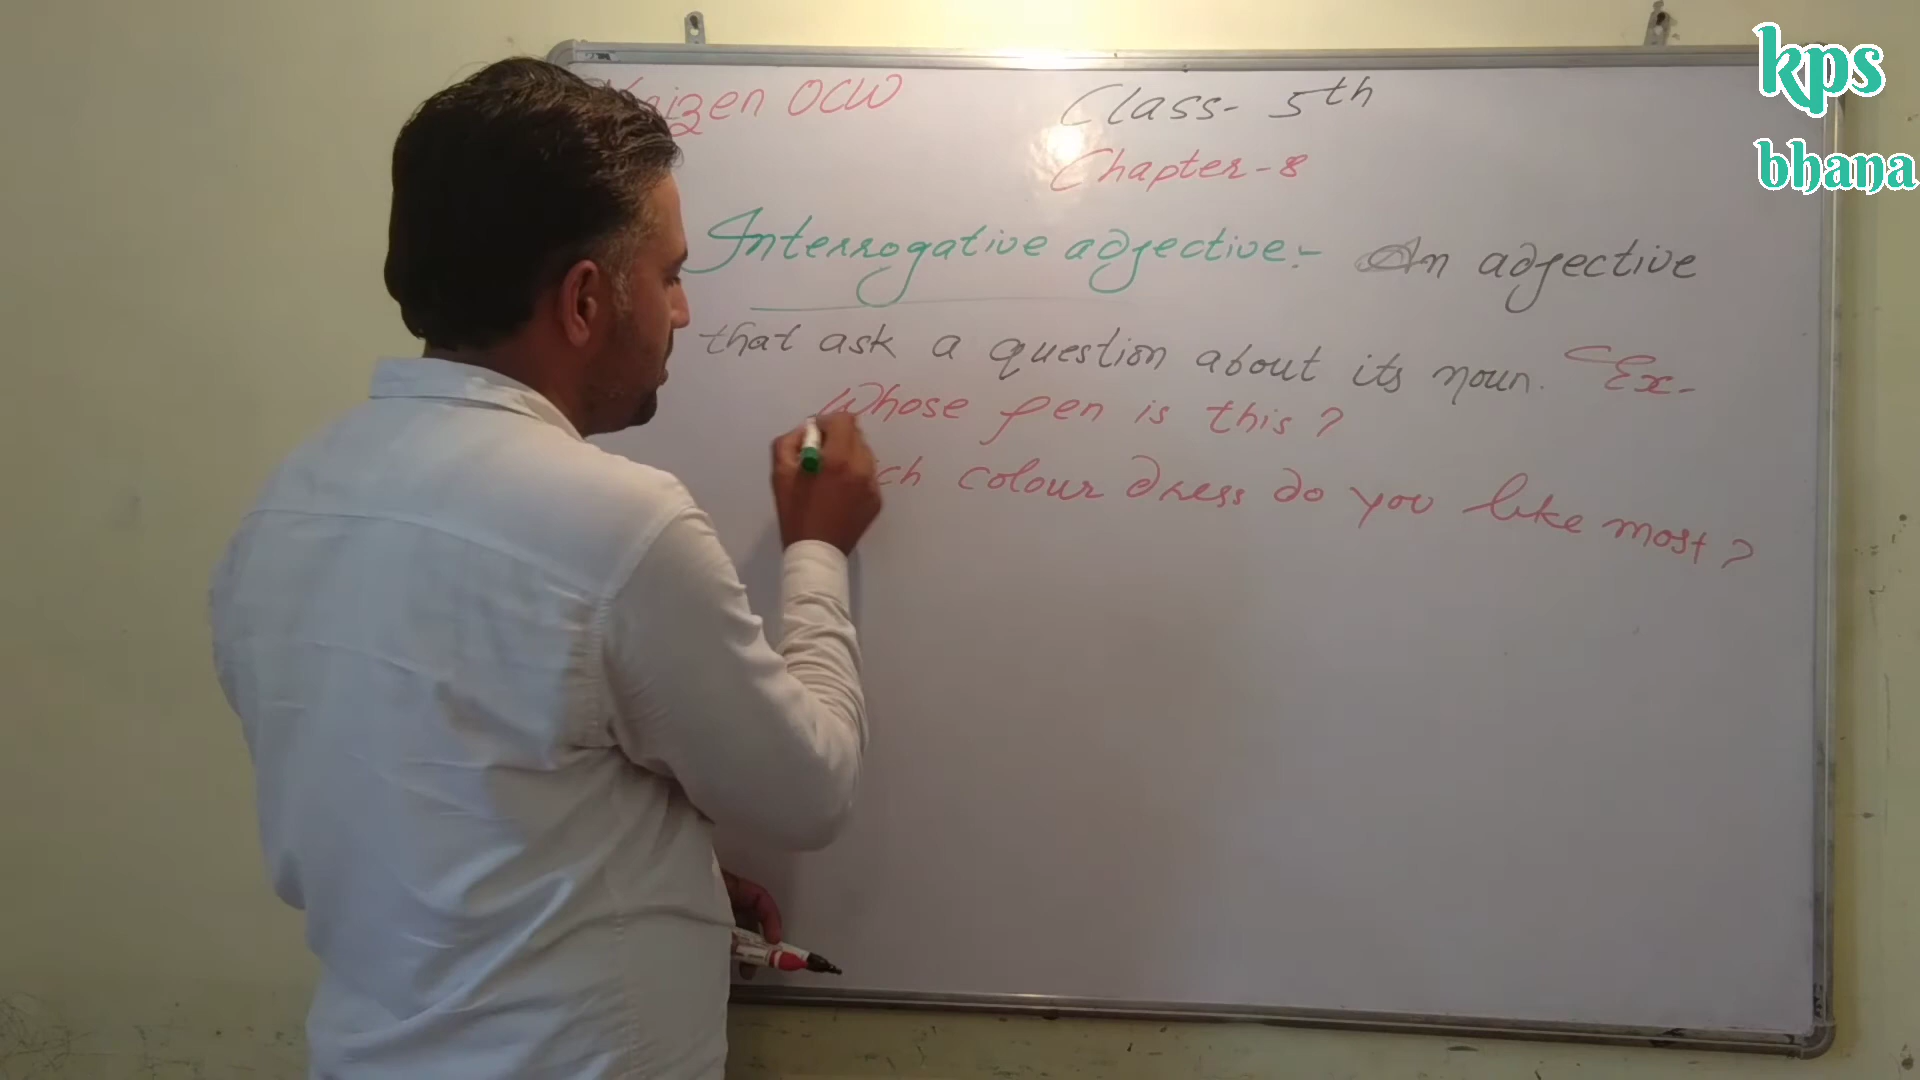 OCW
Class- 5th
Chapter-8
Interrogative adjective:- An adjective
that ask a question about its noun. Ex-
Whose pen is this?
colour dress do you like most?
kps
bhana